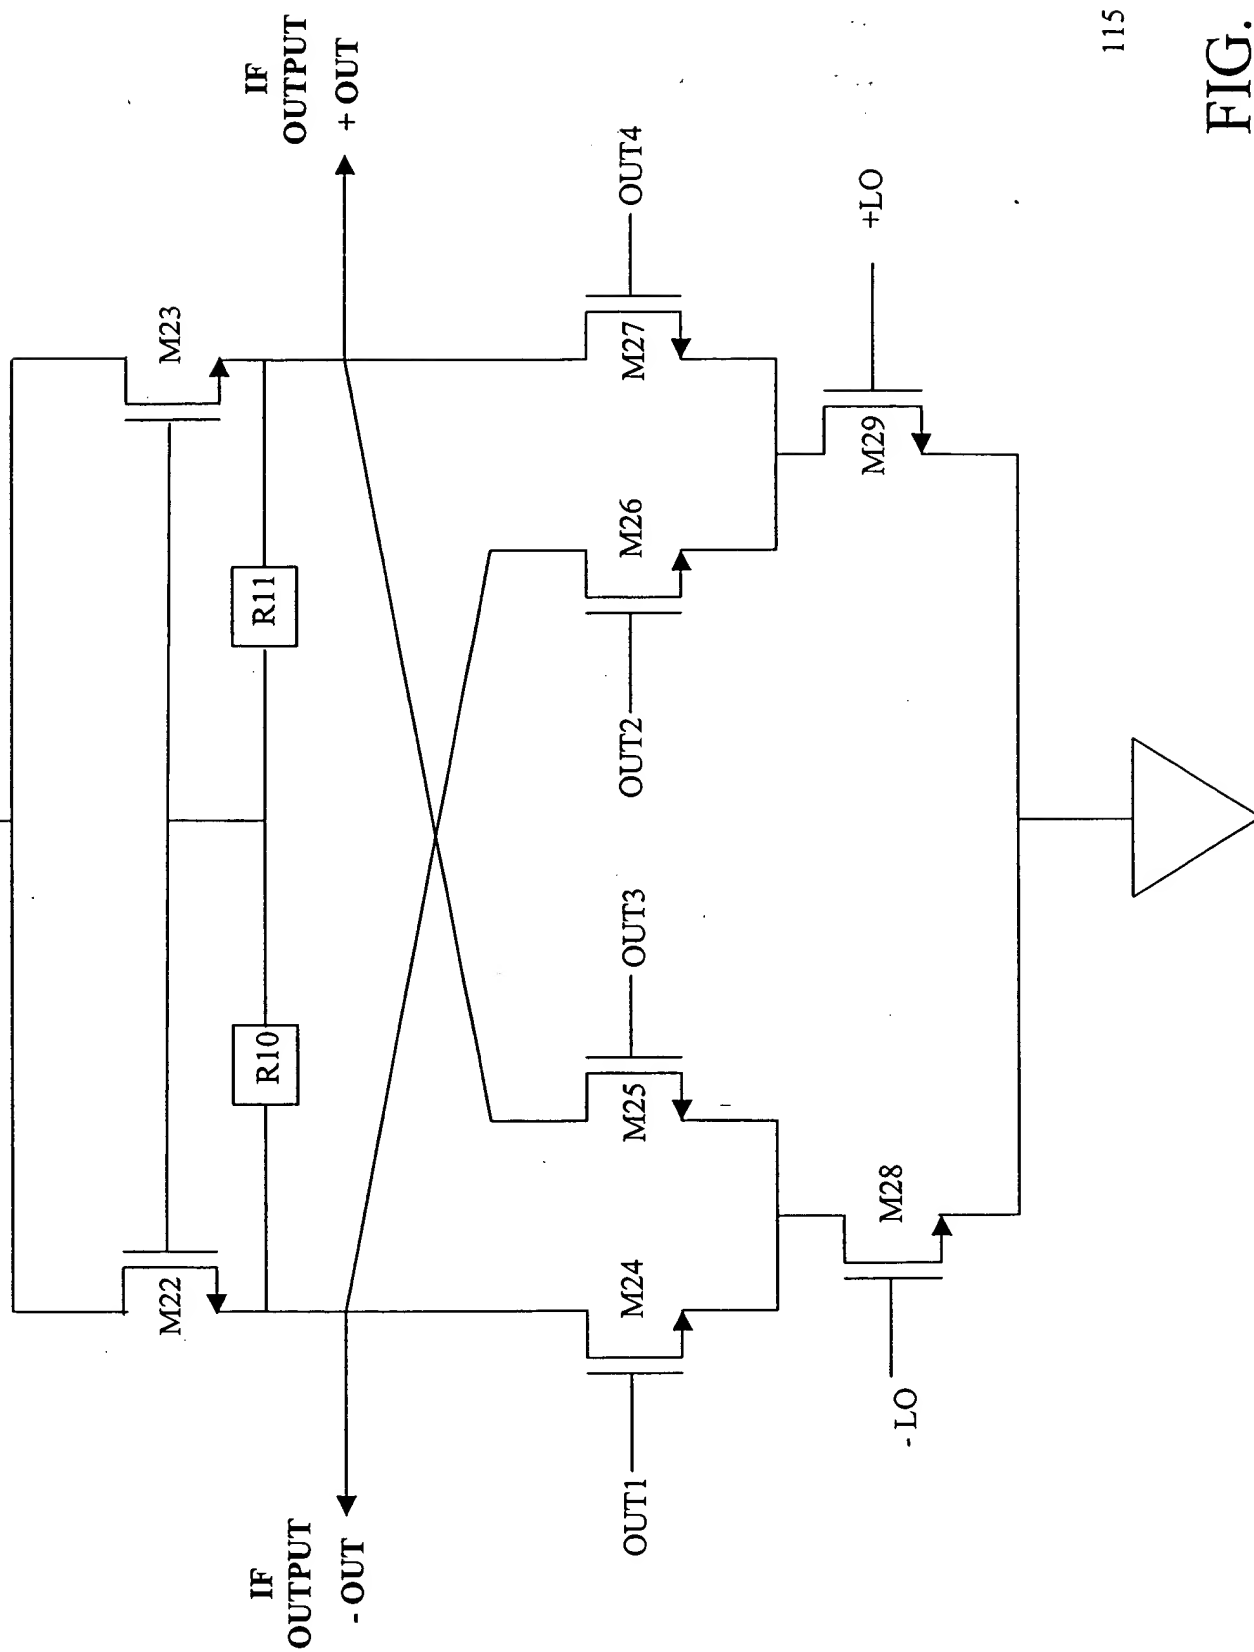 IF
OUTPUT
- OUT
IF
OUTPUT
+ OUT
M22
M23
R10
R11
OUT1
M24
M25
OUT3
OUT2
M26
M27
OUT4
- LO
M28
M29
+LO
115
FIG.